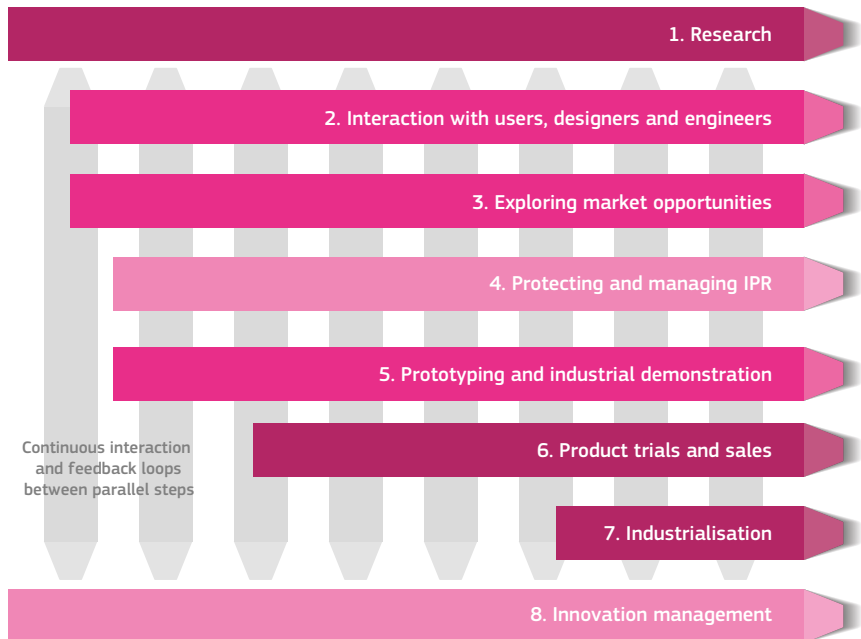 1. Research
2. Interaction with users, designers and engineers
3. Exploring market opportunities
4. Protecting and managing IPR
5. Prototyping and industrial demonstration
6. Product trials and sales
Continuous interaction
and feedback loops
between parallel steps
7. Industrialisation
8. Innovation management